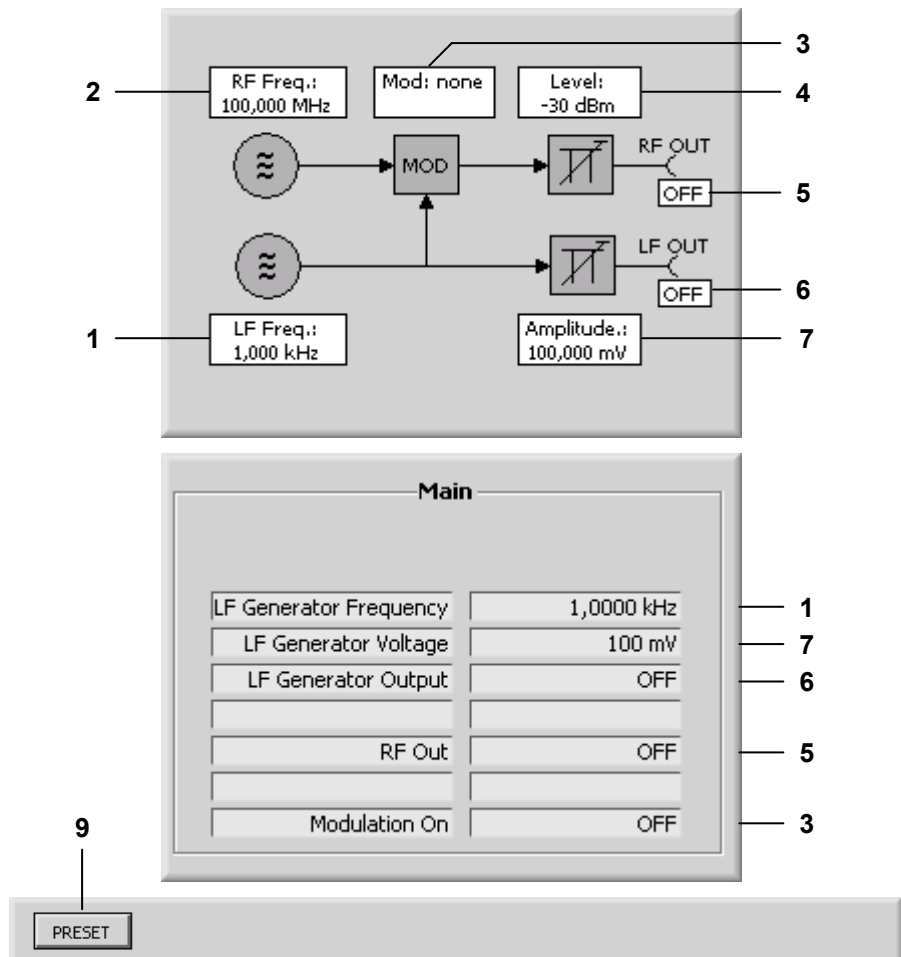 3
2
RF Freq.:
100,000 MHz
Mod: none
Level:
-30 dBm
4
MOD
RF OUT
OFF
5
LF OUT
OFF
6
1
LF Freq.:
1,000 kHz
Amplitude.:
100,000 mV
7
Main
LF Generator Frequency 1,0000 kHz 1
LF Generator Voltage 100 mV 7
LF Generator Output OFF 6
RF Out OFF 5
Modulation On OFF 3
9
PRESET